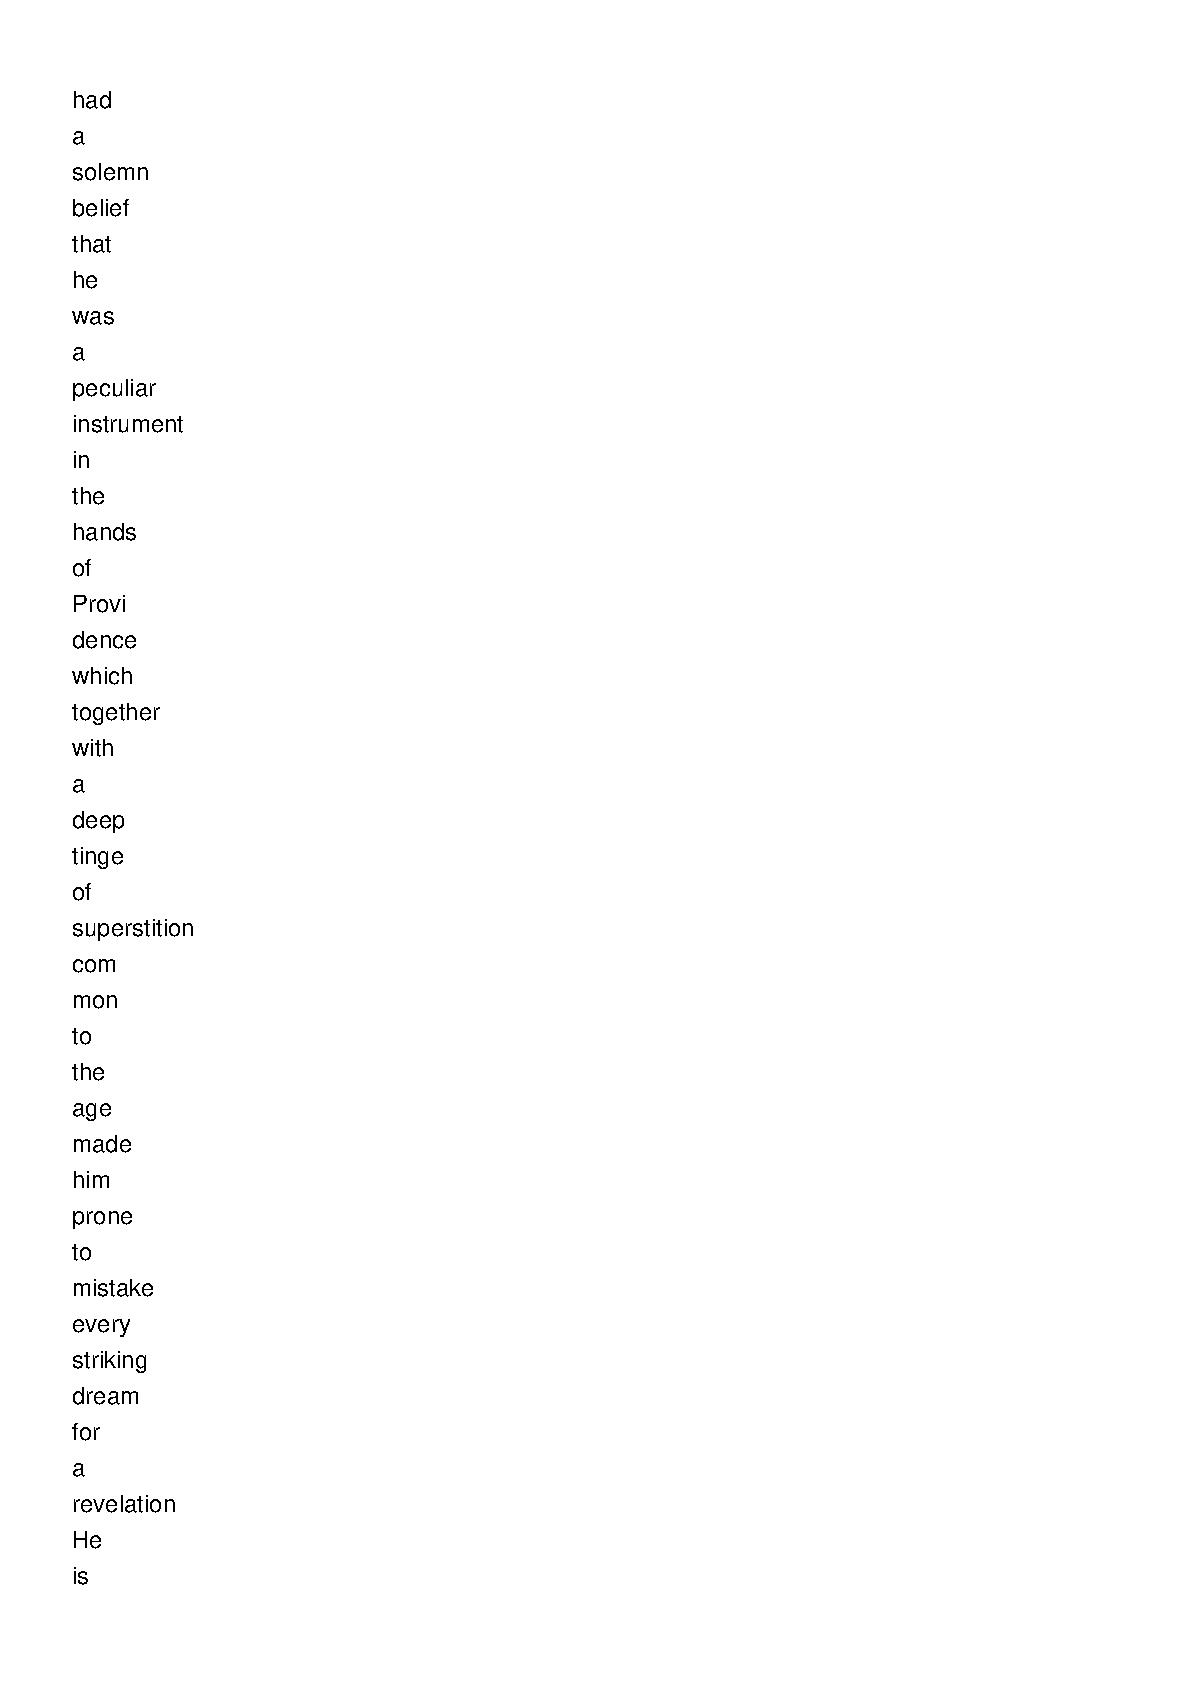 had
a
solemn
belief
that
he
was
a
peculiar
instrument
in
the
hands
of
Provi
dence
which
together
with
a
deep
tinge
of
superstition
com
mon
to
the
age
made
him
prone
to
mistake
every
striking
dream
for
a
revelation
He
is